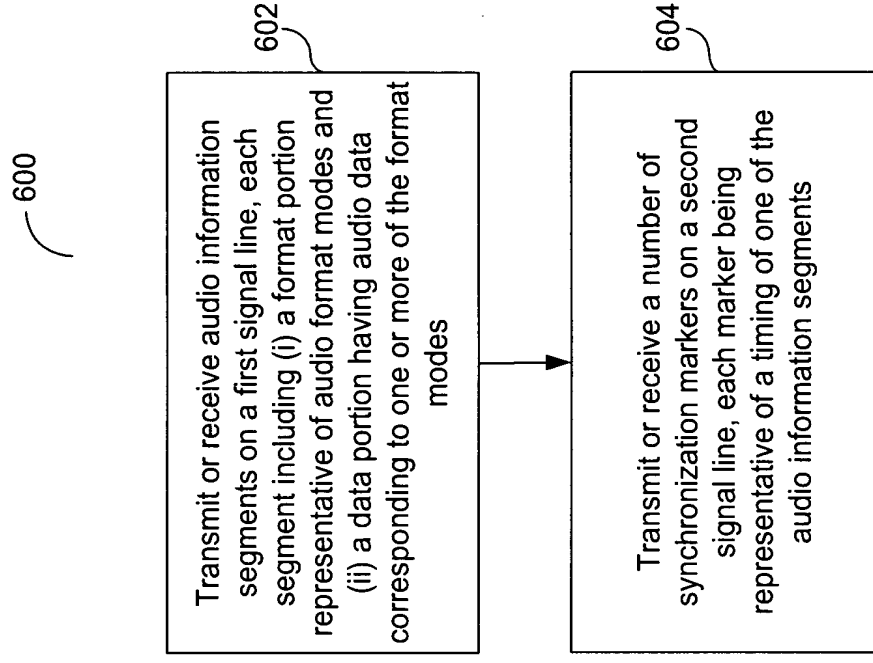 600
602
Transmit or receive audio information
segments on a first signal line, each
segment including (i) a format portion
representative of audio format modes and
(ii) a data portion having audio data
corresponding to one or more of the format
modes
604
Transmit or receive a number of
synchronization markers on a second
signal line, each marker being
representative of a timing of one of the
audio information segments